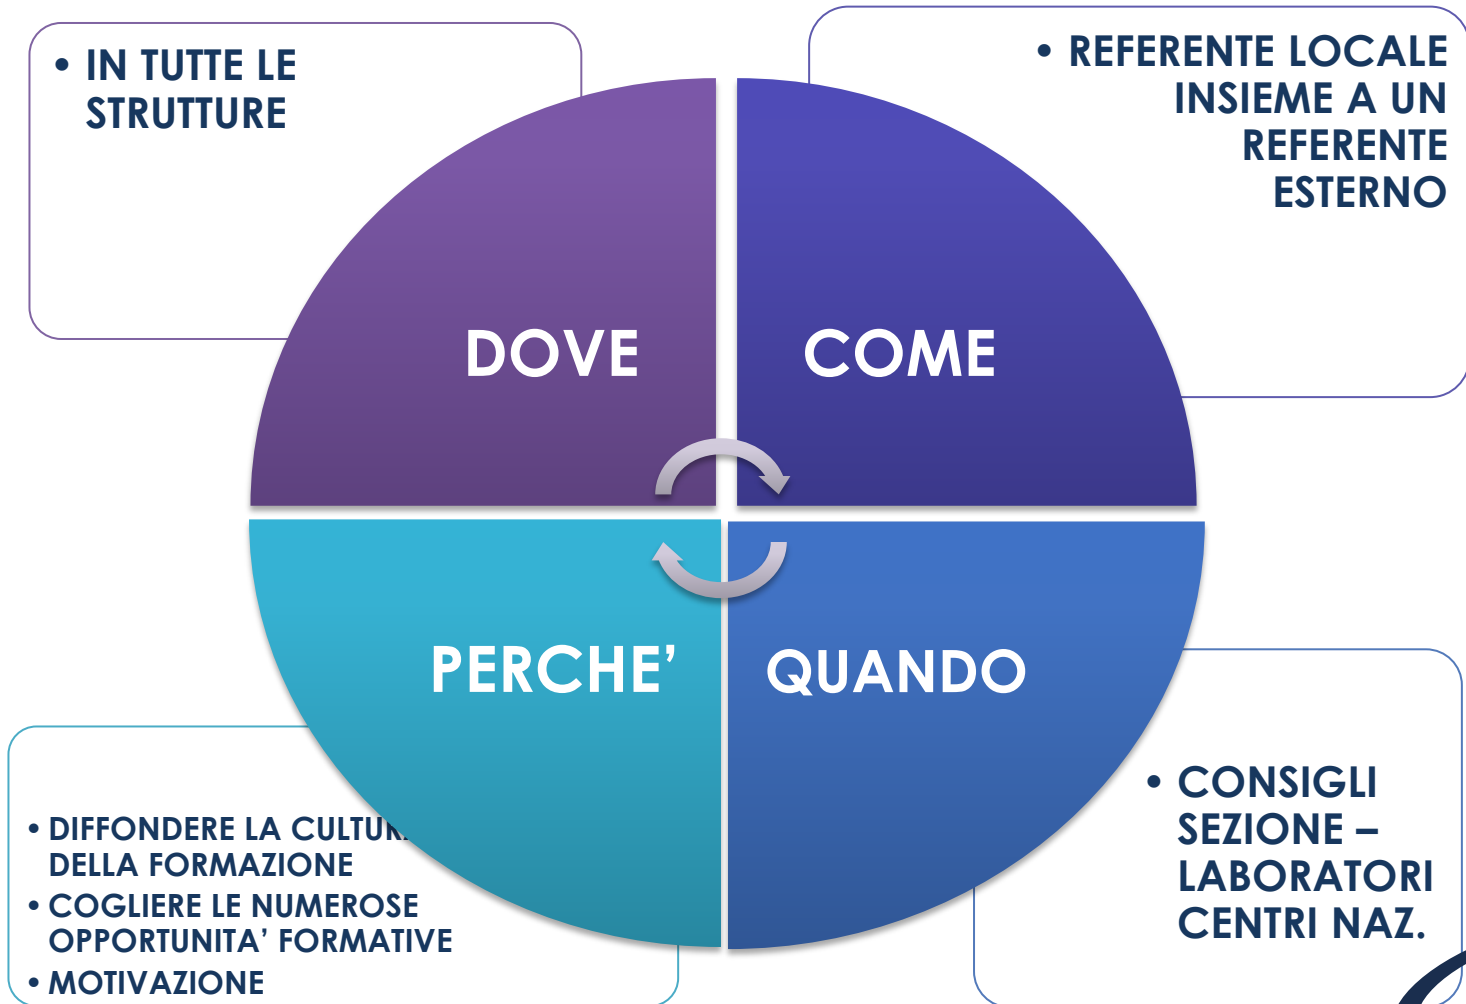 • IN TUTTE LE
STRUTTURE
• REFERENTE LOCALE
INSIEME A UN
REFERENTE
ESTERNO
DOVE
COME
PERCHE’
QUANDO
• DIFFONDERE LA CULTURA
DELLA FORMAZIONE
• COGLIERE LE NUMEROSE
OPPORTUNITA’ FORMATIVE
• MOTIVAZIONE
• CONSIGLI
SEZIONE –
LABORATORI
CENTRI NAZ.